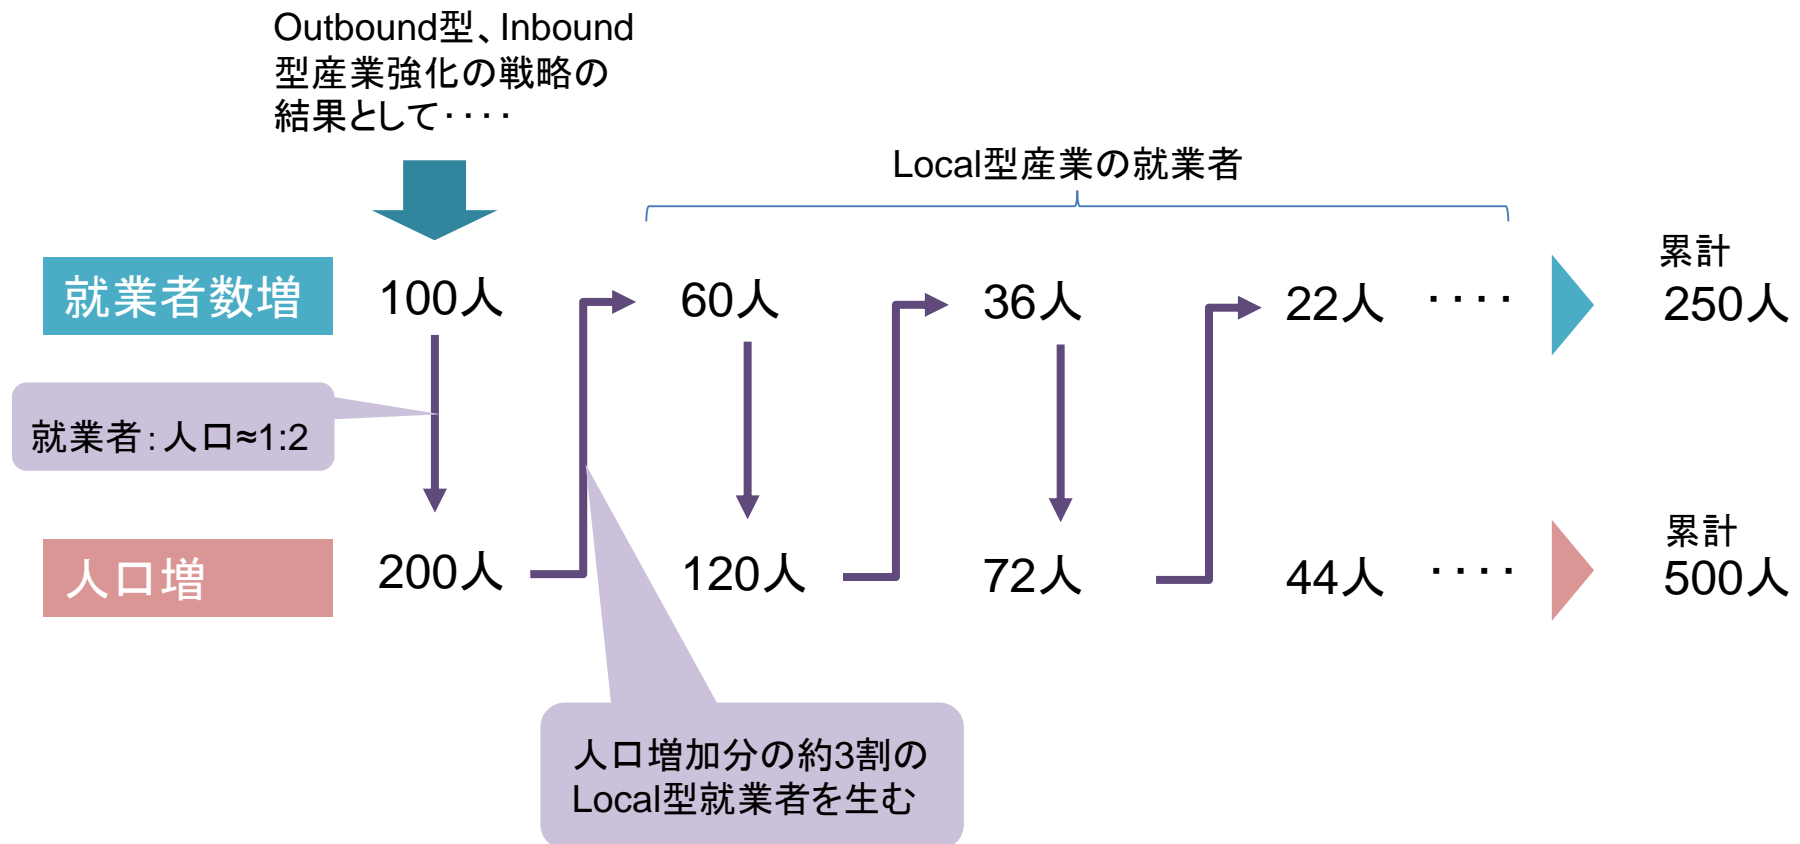 Outbound型、Inbound
型産業強化の戦略の
結果として････
Local型産業の就業者
就業者数増
100人
60人
36人
22人
････
累計
250人
就業者：人口≈1:2
人口増
200人
120人
72人
44人
････
累計
500人
人口増加分の約3割の
Local型就業者を生む